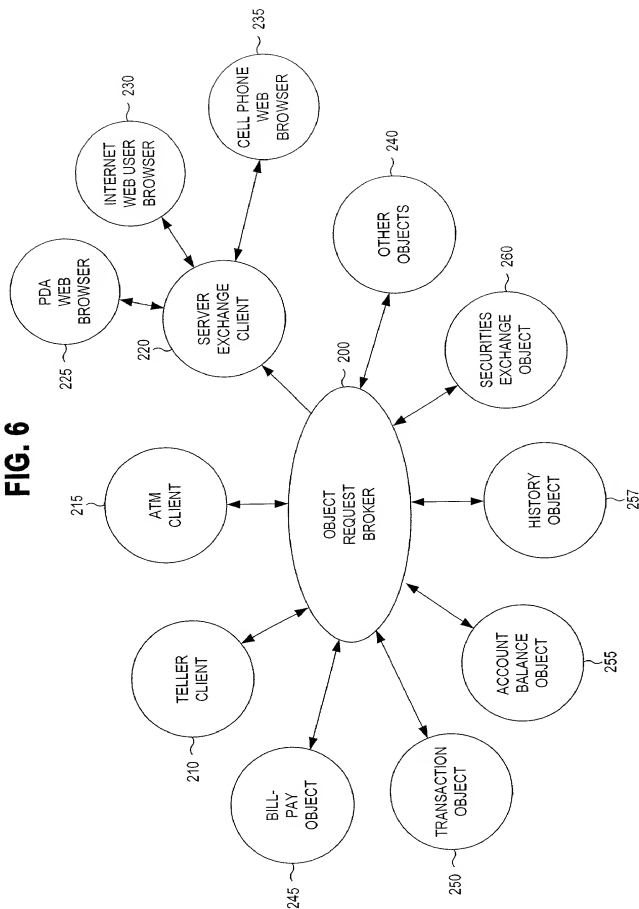 FIG. 6
PDA
WEB
BROWSER
225
INTERNET
WEB USER
BROWSER
230
CELL PHONE
WEB
BROWSER
235
SERVER
EXCHANGE
CLIENT
220
OTHER
OBJECTS
240
ATM
CLIENT
215
OBJECT
REQUEST
BROKER
200
SECURITIES
EXCHANGE
OBJECT
260
TELLER
CLIENT
210
HISTORY
OBJECT
257
BILL-
PAY
OBJECT
245
TRANSACTION
OBJECT
250
ACCOUNT
BALANCE
OBJECT
255